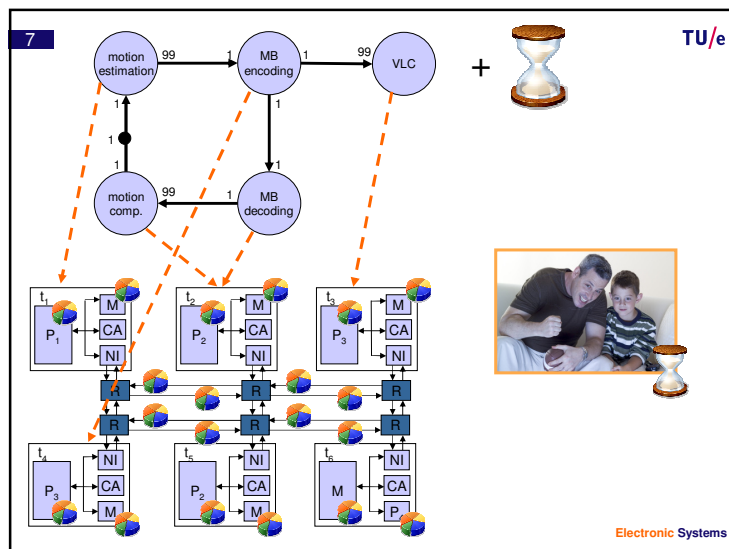 7
TU/e
motion
estimation
99
1
MB
encoding
1
99
VLC
+
1
1
1
1
1
motion
comp.
99
1
MB
decoding
t1
P1
M
CA
NI
t2
P2
M
CA
NI
t3
P3
M
CA
NI
R
R
R
R
R
t4
P3
NI
CA
M
t5
P2
NI
CA
M
t6
M
NI
CA
P
Electronic Systems